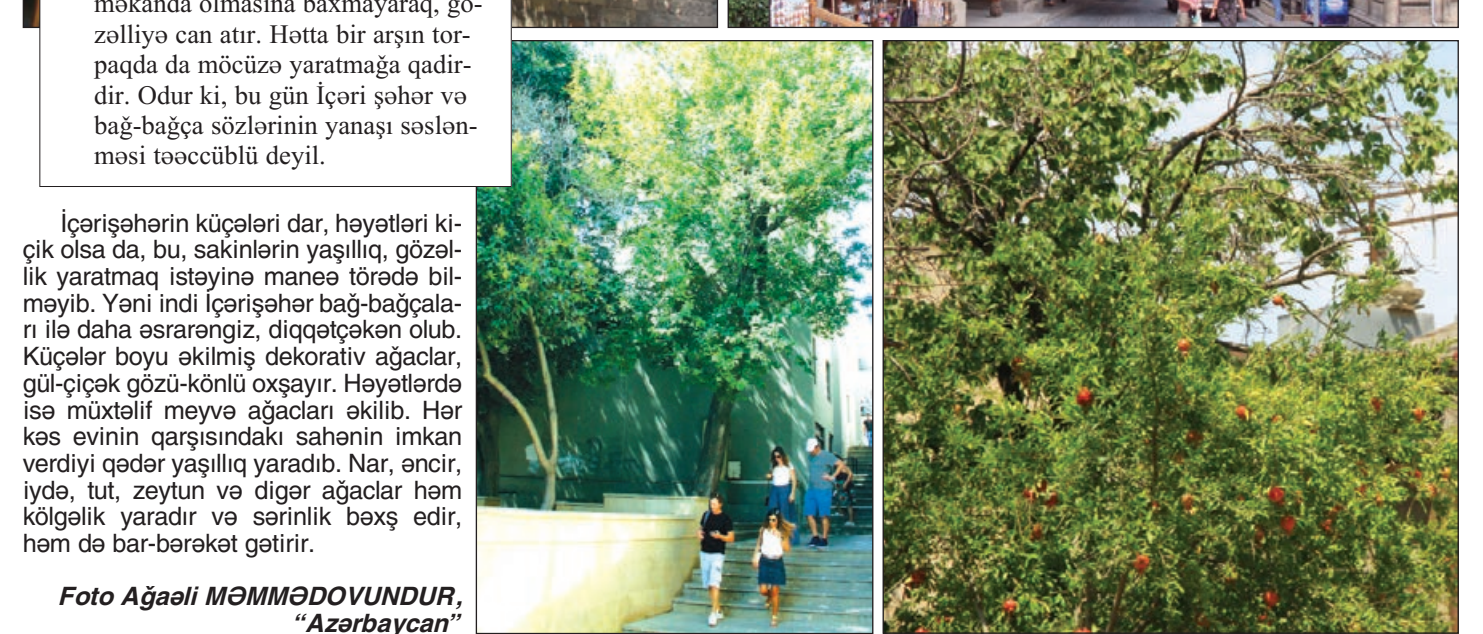 məkanda olmasına baxmayaraq, gö-
zəlliyə can atır. Hətta bir arşın tor-
paqda da möcüzə yaratmağa qadir-
dir. Odur ki, bu gün İçəri şəhər və
bağ-bağça sözlərinin yanaşı səslən-
məsi təəccüblü deyil.
İçərişəhərin küçələri dar, həyətləri ki-
çik olsa da, bu, sakinlərin yaşıllıq, gözəl-
lik yaratmaq istəyinə maneə törədə bil-
məyib. Yəni indi İçərişəhər bağ-bağçala-
rı ilə daha əsrarəngiz, diqqətçəkən olub.
Küçələr boyu əkilmiş dekorativ ağaclar,
gül-çiçək gözü-könlü oxşayır. Həyətlərdə
isə müxtəlif meyvə ağacları əkilib. Hər
kəs evinin qarşısındakı sahənin imkan
verdiyi qədər yaşıllıq yaradıb. Nar, əncir,
iydə, tut, zeytun və digər ağaclar həm
kölgəlik yaradır və sərinlik bəxş edir,
həm də bar-bərəkət gətirir.
Foto Ağaəli MƏMMƏDOVUNDUR,
“Azərbaycan”